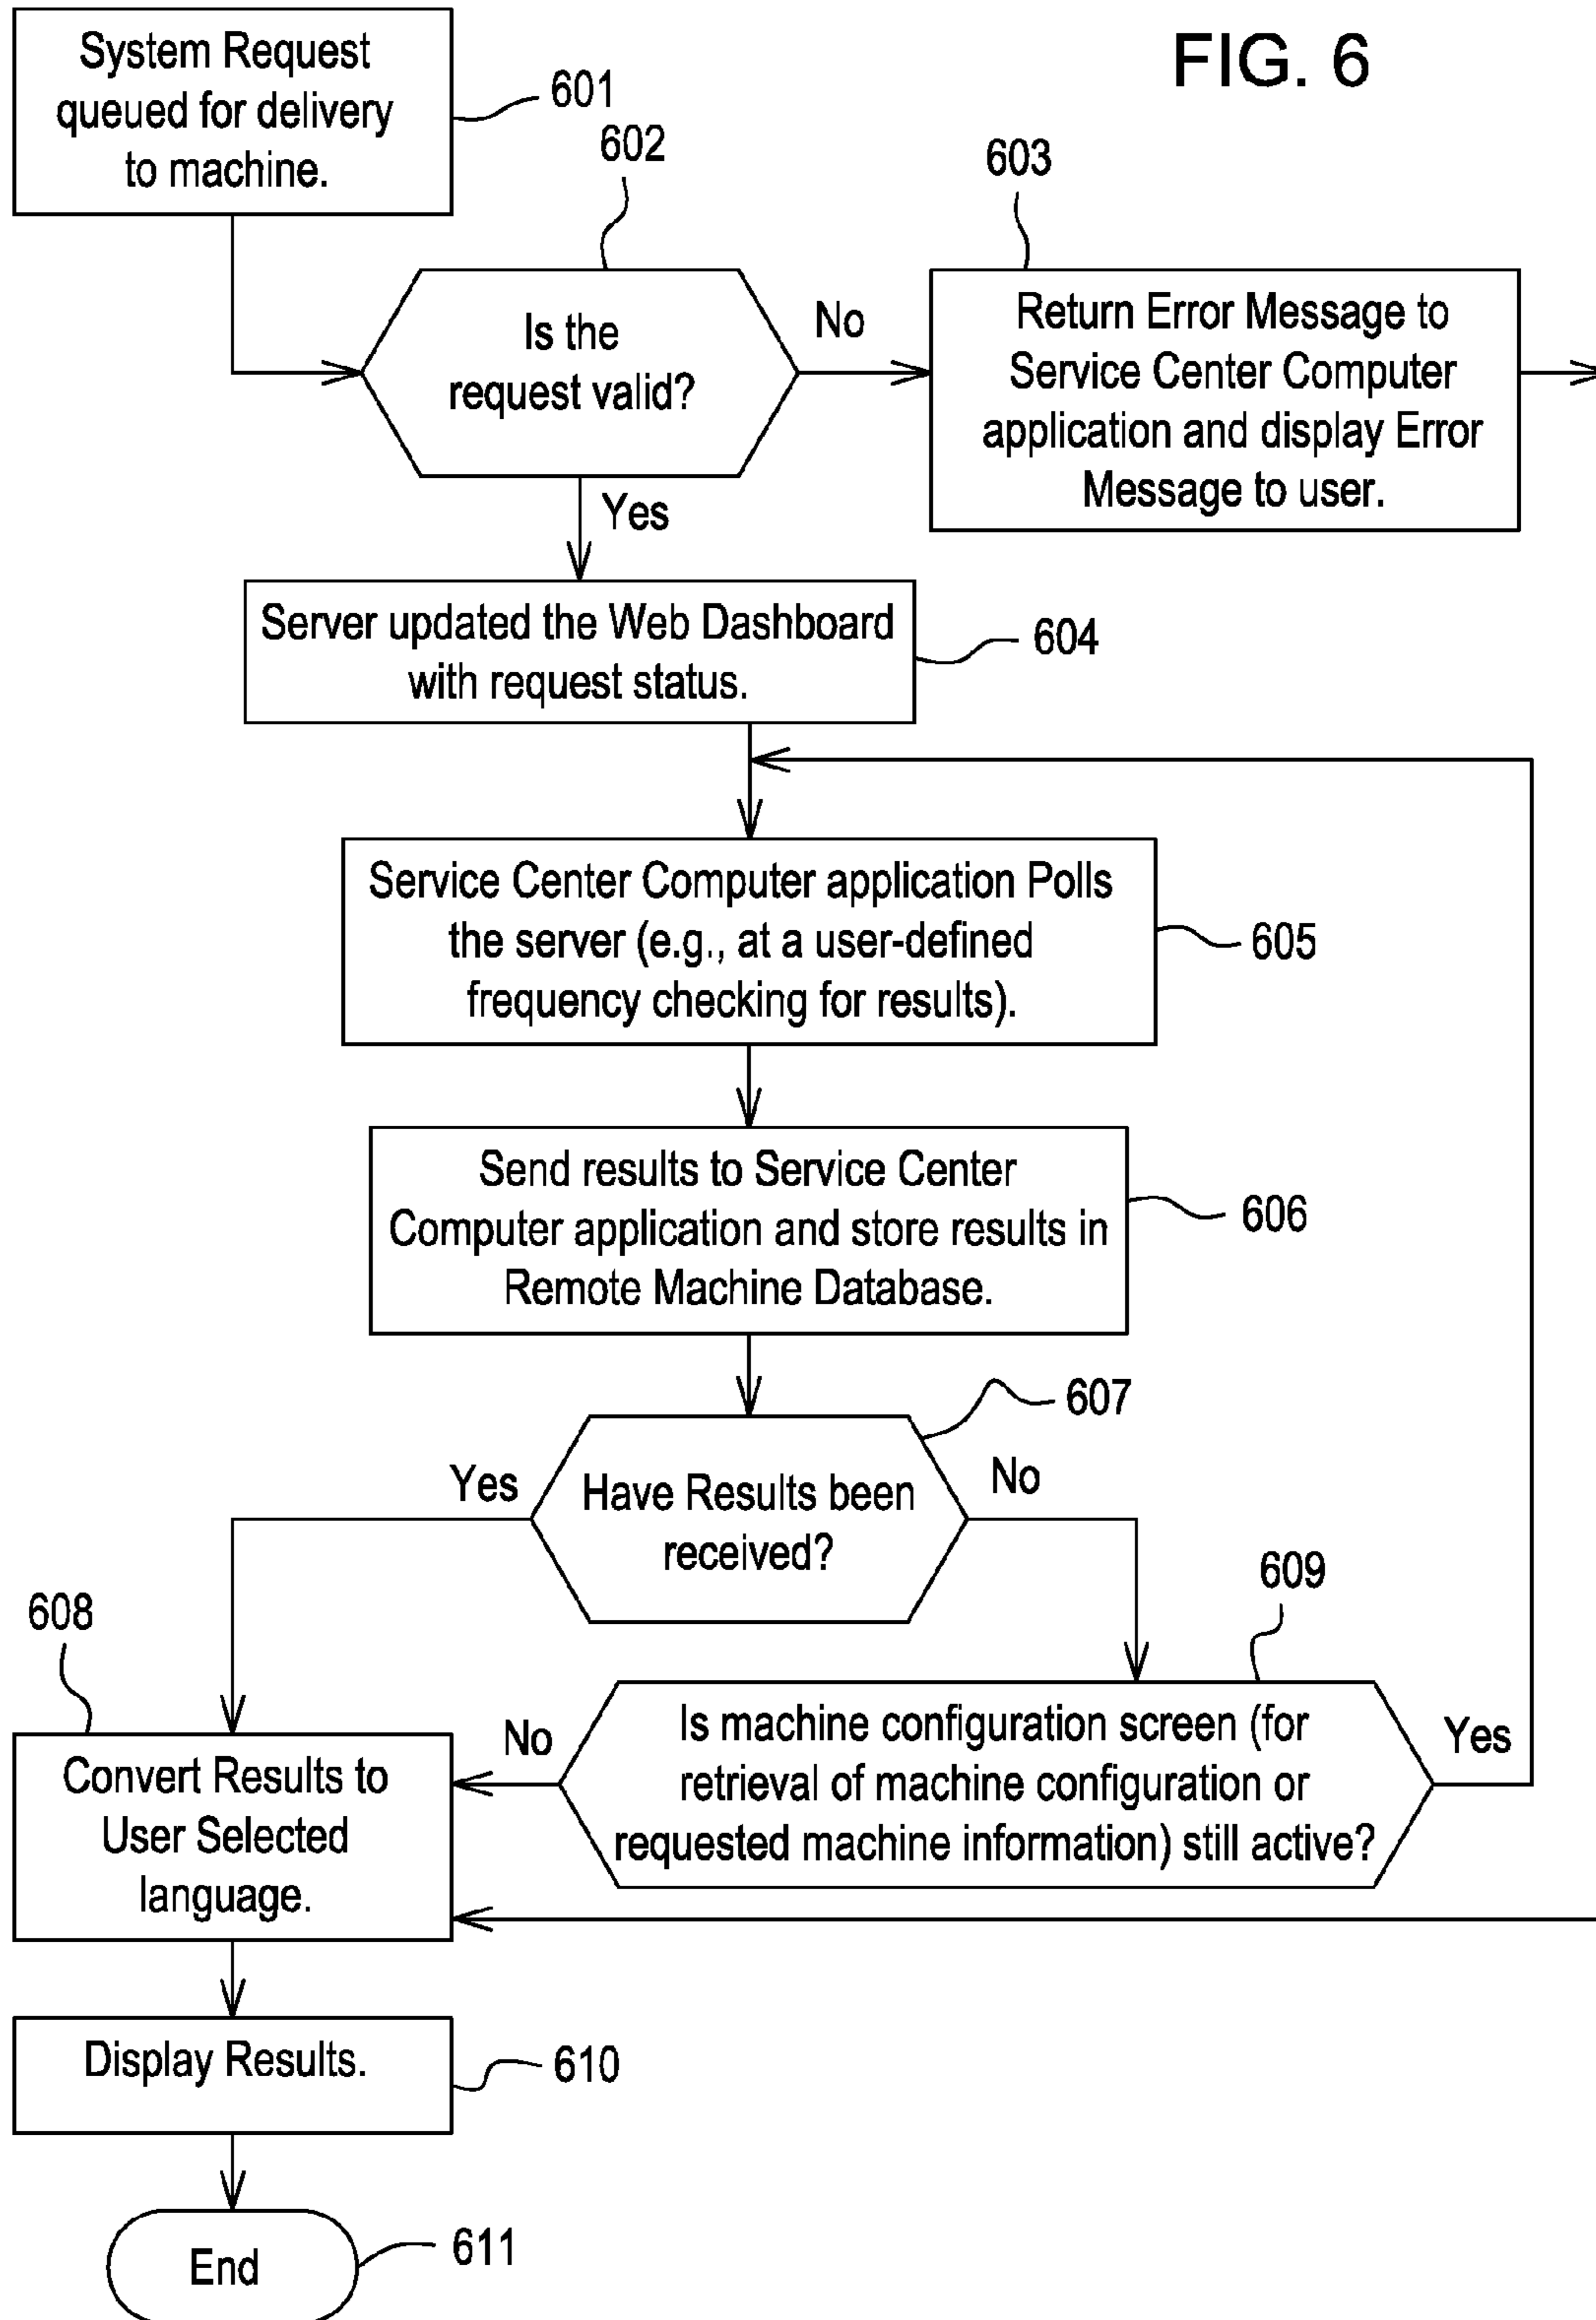 FIG. 6
System Request
queued for delivery
to machine.
601
602
Is the
request valid?
No
603
Return Error Message to
Service Center Computer
application and display Error
Message to user.
Yes
Server updated the Web Dashboard
with request status.
604
Service Center Computer application Polls
the server (e.g., at a user-defined
frequency checking for results).
605
Send results to Service Center
Computer application and store results in
Remote Machine Database.
606
607
Have Results been
received?
Yes
No
608
Convert Results to
User Selected
language.
609
Is machine configuration screen (for
retrieval of machine configuration or
requested machine information) still active?
No
Yes
Display Results.
610
End
611